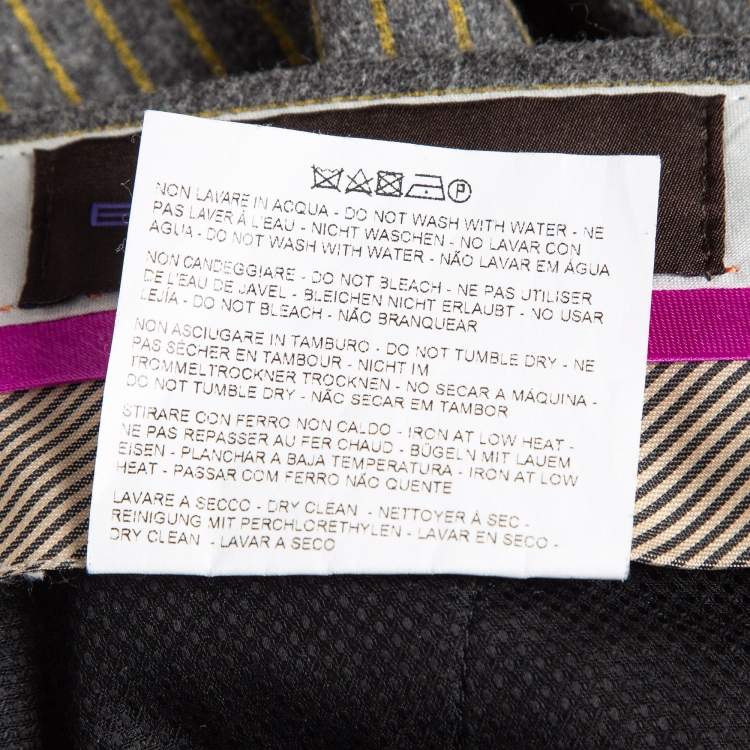 P
NON LAVARE IN ACQUA - DO NOT WASH WITH WATER - NE
PAS LAVER À L'EAU - NICHT WASCHEN - NO LAVAR CON
AGUA - DO NOT WASH WITH WATER - NÃO LAVAR EM ÁGUA
NON CANDEGGIARE - DO NOT BLEACH - NE PAS UTILISER
DE L'EAU DE JAVEL - BLEICHEN NICHT ERLAUBT - NO USAR
LEJÍA - DO NOT BLEACH - NÃO BRANQUEAR
NON ASCIUGARE IN TAMBURO - DO NOT TUMBLE DRY - NE
PAS SÉCHER EN TAMBOUR - NICHT IM
TROMMELTROCKNER TROCKNEN - NO SECAR A MÁQUINA -
DO NOT TUMBLE DRY - NÃO SECAR EM TAMBOR
STIRARE CON FERRO NON CALDO - IRON AT LOW HEAT -
NE PAS REPASSER AU FER CHAUD - BÜGELN MIT LAUEM
EISEN - PLANCHAR A BAJA TEMPERATURA - IRON AT LOW
HEAT - PASSAR COM FERRO NÃO QUENTE
LAVARE A SECCO - DRY CLEAN - NETTOYER À SEC -
REINIGUNG MIT PERCHLORETHYLEN - LAVAR EN SECO -
DRY CLEAN - LAVAR A SECO